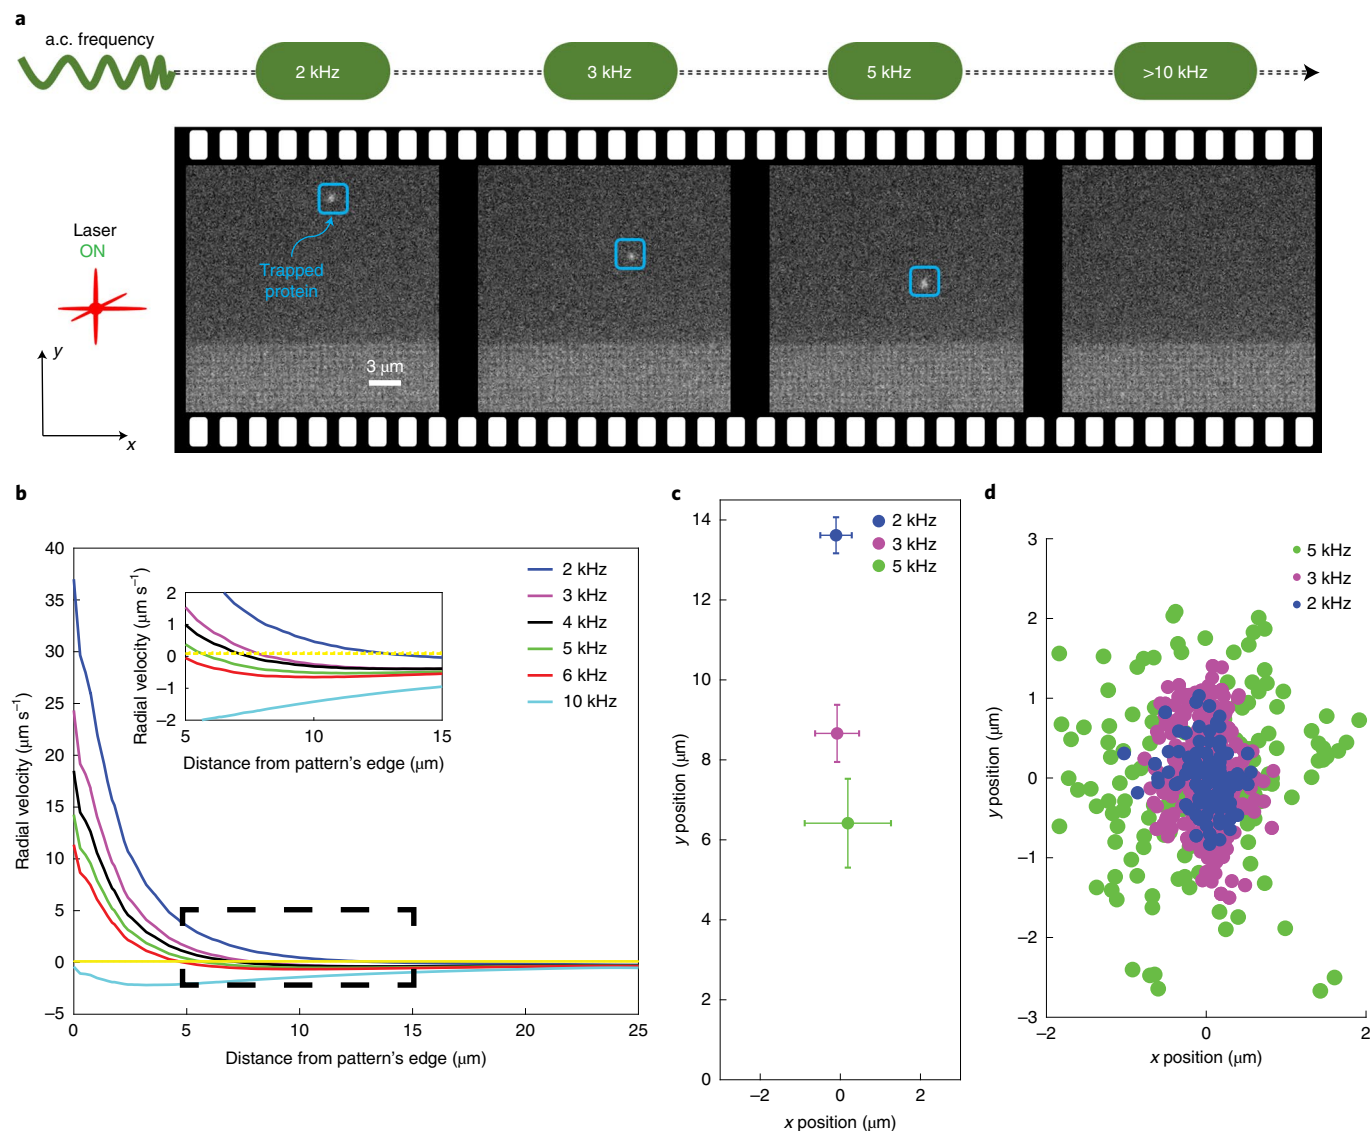 a
a.c. frequency
2 kHz
3 kHz
5 kHz
>10 kHz
Laser
ON
Trapped
protein
3 μm
y
x
b
Radial velocity (μm s⁻¹)
40
35
30
25
20
15
10
5
0
−5
0
5
10
15
20
25
Distance from pattern's edge (μm)
2 kHz
3 kHz
4 kHz
5 kHz
6 kHz
10 kHz
Radial velocity (μm s⁻¹)
2
1
0
−1
−2
5
10
15
Distance from pattern's edge (μm)
c
y position (μm)
14
12
10
8
6
4
2
0
−2
0
2
x position (μm)
2 kHz
3 kHz
5 kHz
d
y position (μm)
3
2
1
0
−1
−2
−3
−2
0
2
x position (μm)
5 kHz
3 kHz
2 kHz